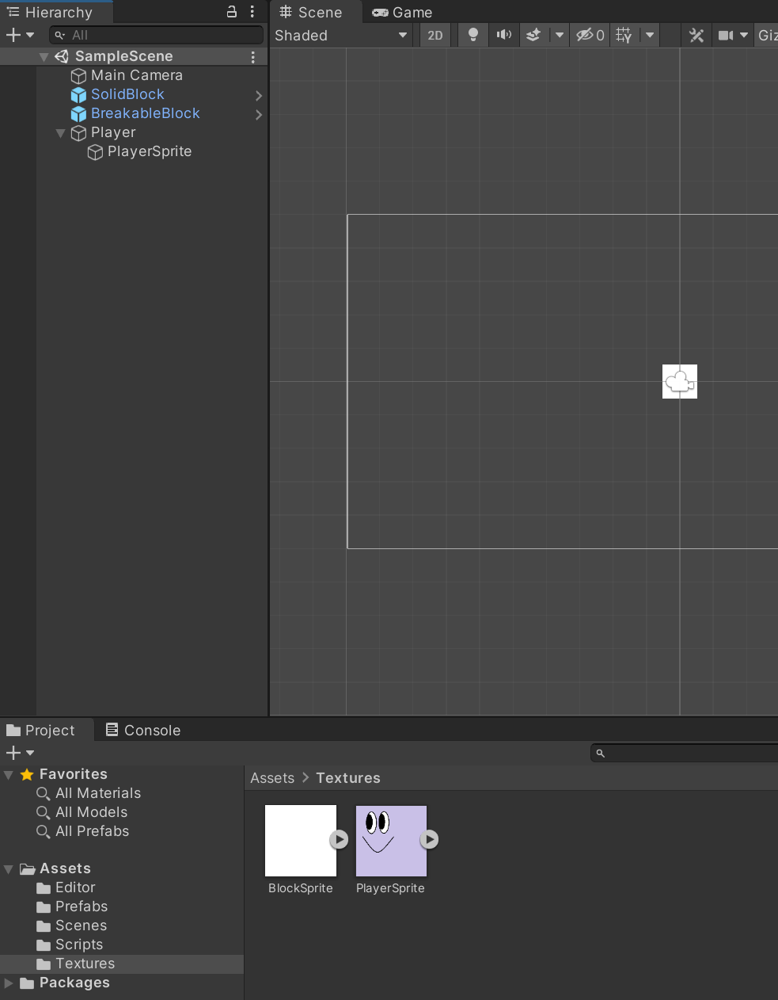 Hierarchy
All
SampleScene
Main Camera
SolidBlock
BreakableBlock
Player
PlayerSprite
Scene
Game
Shaded
2D
0
Giz
Project
Console
Favorites
All Materials
All Models
All Prefabs
Assets
Editor
Prefabs
Scenes
Scripts
Textures
Packages
Assets > Textures
BlockSprite
PlayerSprite